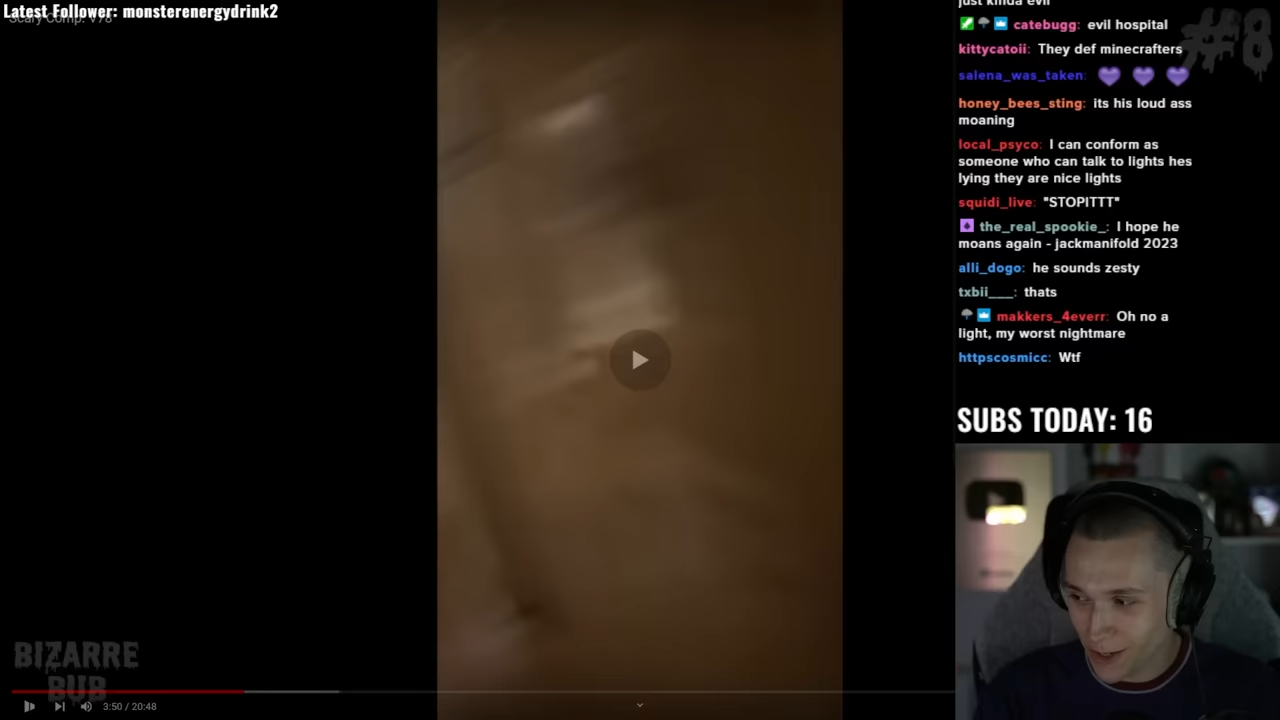 Latest Follower: monsterenergydrink2
Scary Comp. V78
just kinda evil
catebugg: evil hospital
kittycatoii: They def minecrafters
#8
salena_was_taken:
honey_bees_sting: its his loud ass
moaning
local_psyco: I can conform as
someone who can talk to lights hes
lying they are nice lights
squidi_live: "STOPITTT"
the_real_spookie_: I hope he
moans again - jackmanifold 2023
alli_dogo: he sounds zesty
txbii___: thats
makkers_4everr: Oh no a
light, my worst nightmare
httpscosmicc: Wtf
SUBS TODAY: 16
BIZARRE
BUB
3:50 / 20:48